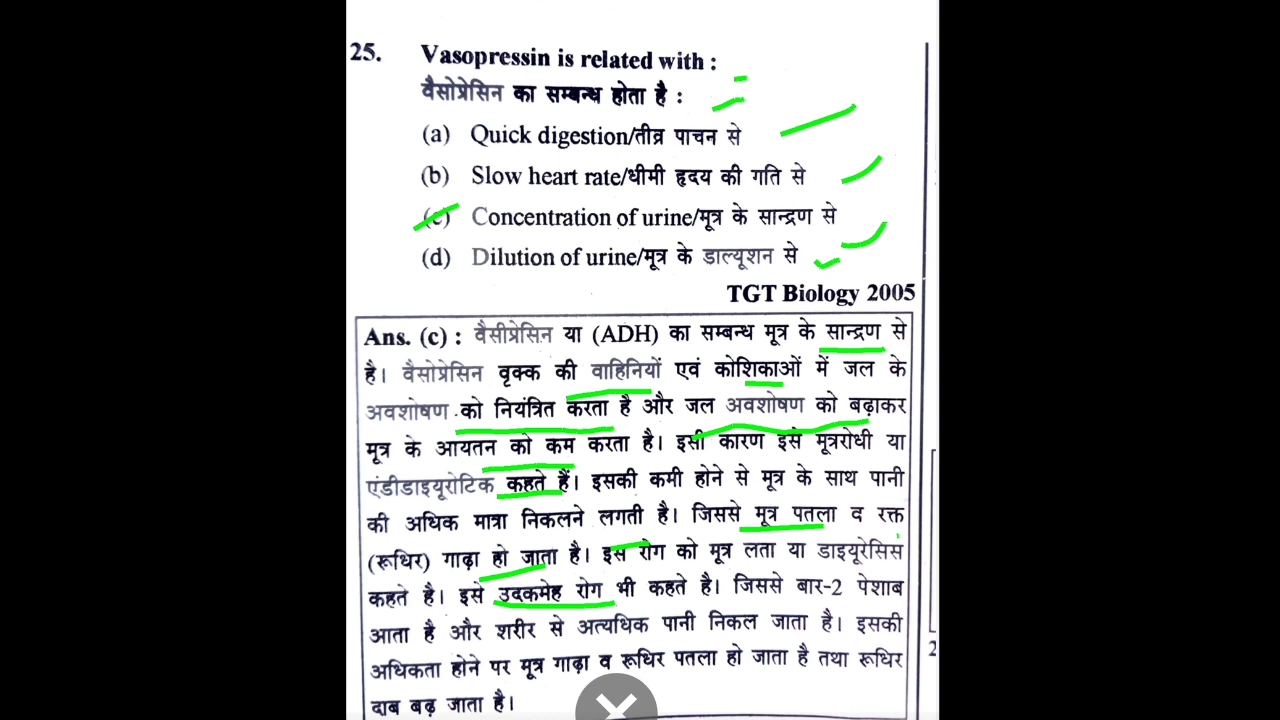 25. Vasopressin is related with :
वैसोप्रेसिन का सम्बन्ध होता है :
(a) Quick digestion/तीव्र पाचन से
(b) Slow heart rate/धीमी हृदय की गति से
(c) Concentration of urine/मूत्र के सान्द्रण से
(d) Dilution of urine/मूत्र के डाल्यूशन से
TGT Biology 2005
Ans. (c) : वैसीप्रेसिन या (ADH) का सम्बन्ध मूत्र के सान्द्रण से
है। वैसोप्रेसिन वृक्क की वाहिनियों एवं कोशिकाओं में जल के
अवशोषण को नियंत्रित करता है और जल अवशोषण को बढ़ाकर
मूत्र के आयतन को कम करता है। इसी कारण इसे मूत्ररोधी या
एंडीडाइयूरोटिक कहते हैं। इसकी कमी होने से मूत्र के साथ पानी
की अधिक मात्रा निकलने लगती है। जिससे मूत्र पतला व रक्त
(रूधिर) गाढ़ा हो जाता है। इस रोग को मूत्र लता या डाइयूरेसिस
कहते है। इसे उदकमेह रोग भी कहते है। जिससे बार-2 पेशाब
आता है और शरीर से अत्यधिक पानी निकल जाता है। इसकी
अधिकता होने पर मूत्र गाढ़ा व रूधिर पतला हो जाता है तथा रूधिर
दाब बढ़ जाता है।
2